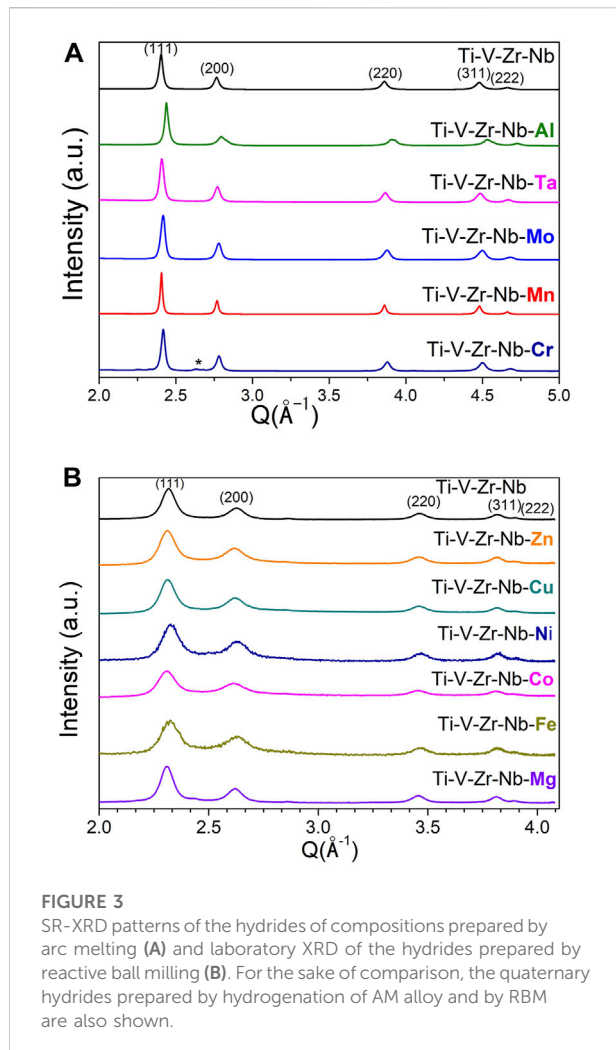 A
(111)
(200)
(220)
(311)
(222)
Ti-V-Zr-Nb
Ti-V-Zr-Nb-Al
Ti-V-Zr-Nb-Ta
Ti-V-Zr-Nb-Mo
Ti-V-Zr-Nb-Mn
Ti-V-Zr-Nb-Cr
*
Intensity (a.u.)
2.0 2.5 3.0 3.5 4.0 4.5 5.0
Q(Å⁻¹)
B
(111)
(200)
(220)
(311)
(222)
Ti-V-Zr-Nb
Ti-V-Zr-Nb-Zn
Ti-V-Zr-Nb-Cu
Ti-V-Zr-Nb-Ni
Ti-V-Zr-Nb-Co
Ti-V-Zr-Nb-Fe
Ti-V-Zr-Nb-Mg
Intensity (a.u.)
2.0 2.5 3.0 3.5 4.0
Q(Å⁻¹)
FIGURE 3
SR-XRD patterns of the hydrides of compositions prepared by
arc melting (A) and laboratory XRD of the hydrides prepared by
reactive ball milling (B). For the sake of comparison, the quaternary
hydrides prepared by hydrogenation of AM alloy and by RBM
are also shown.